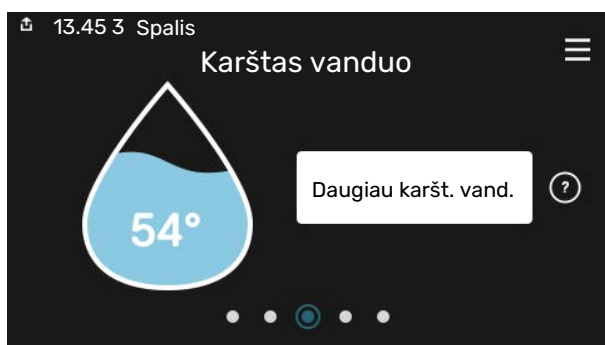 13.45 3 Spalis
Karštas vanduo
Daugiau karšt. vand.
?
54°